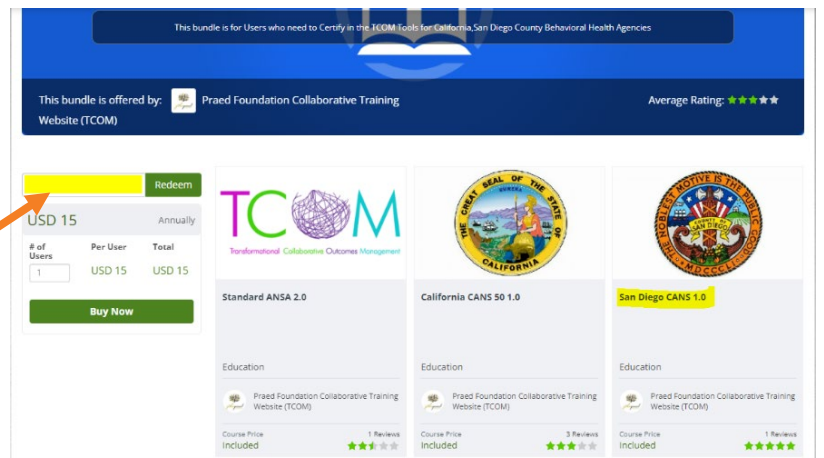 This bundle is for Users who need to Certify in the TCOM Tools for California,San Diego County Behavioral Health Agencies
This bundle is offered by: Praed Foundation Collaborative Training
Website (TCOM)
Average Rating:
Redeem
USD 15 Annually
# of Users Per User Total
1 USD 15 USD 15
Buy Now
TCOM
Transformational Collaborative Outcomes Management
Standard ANSA 2.0
Education
Praed Foundation Collaborative Training
Website (TCOM)
Course Price 1 Reviews
Included
GREAT SEAL OF THE STATE OF CALIFORNIA
EUREKA
California CANS 50 1.0
Education
Praed Foundation Collaborative Training
Website (TCOM)
Course Price 3 Reviews
Included
THE NOBLEST MOTIVE IS THE PUBLIC GOOD
COUNTY OF SAN DIEGO
MDCCCLII
San Diego CANS 1.0
Education
Praed Foundation Collaborative Training
Website (TCOM)
Course Price 1 Reviews
Included